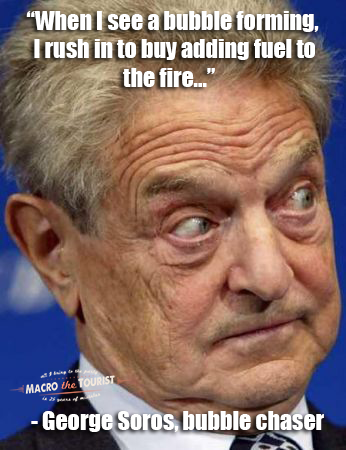 “When I see a bubble forming,
I rush in to buy adding fuel to
the fire...”
MACRO the TOURIST
- George Soros, bubble chaser